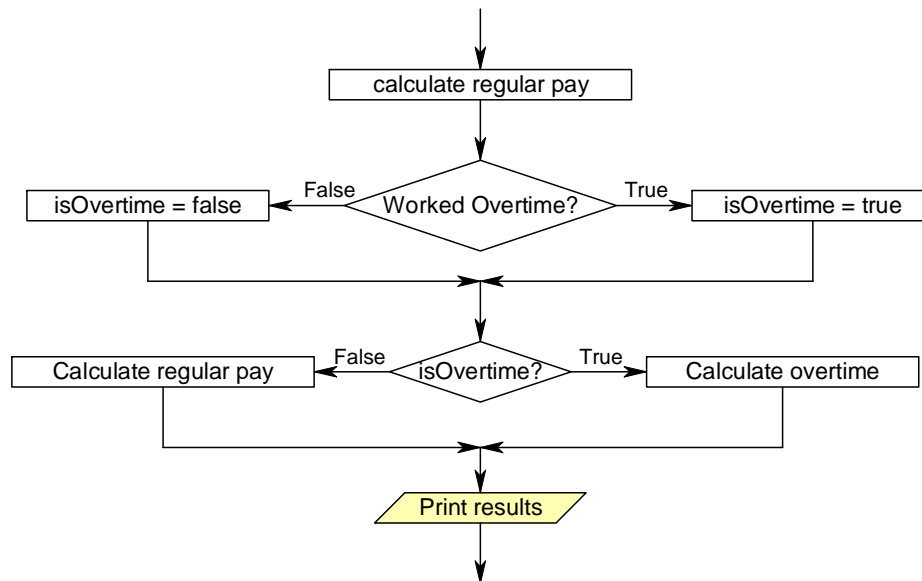 calculate regular pay
False
True
isOvertime = false
Worked Overtime?
isOvertime = true
False
True
Calculate regular pay
isOvertime?
Calculate overtime
Print results